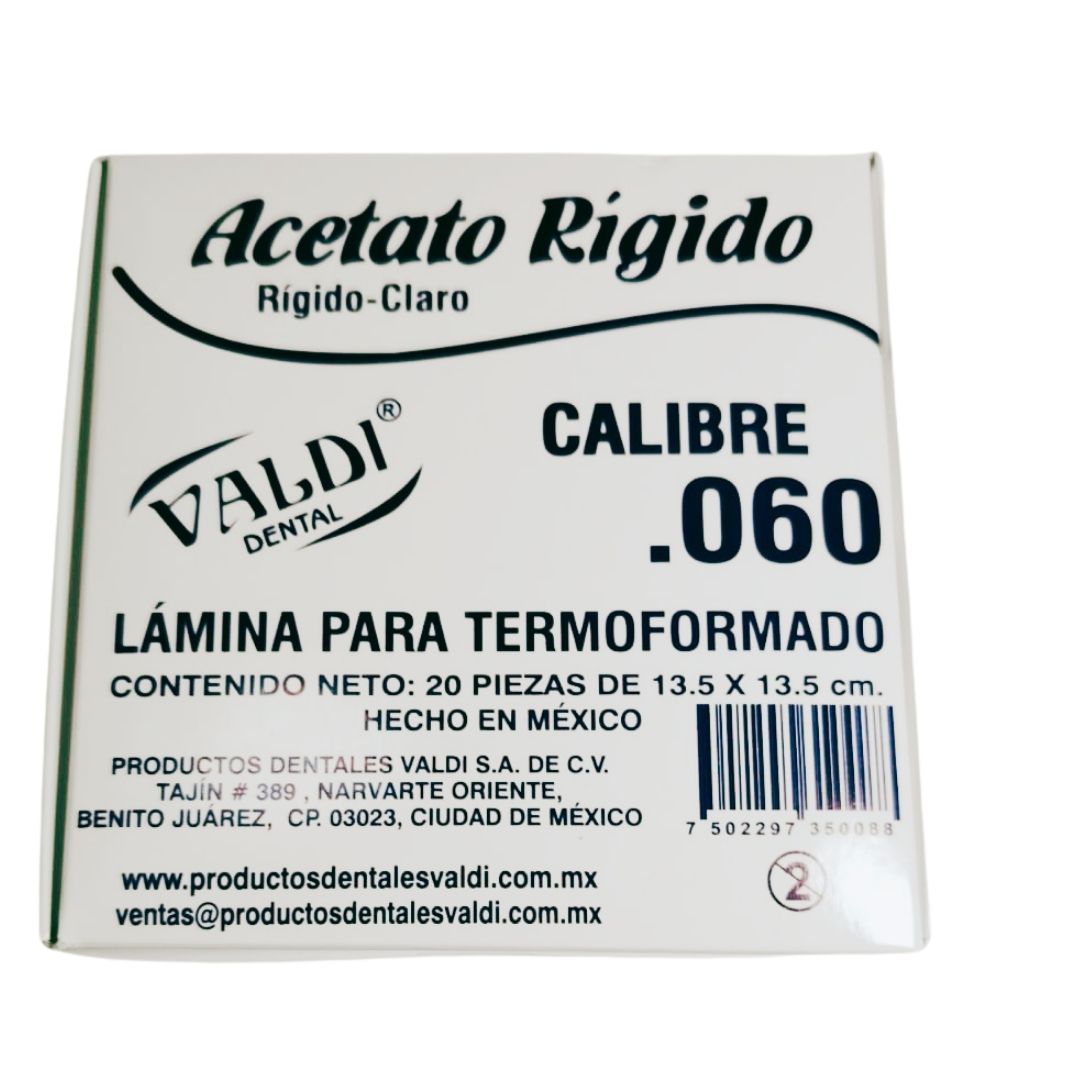 Acetato Rígido
Rígido-Claro
VALDI®
DENTAL
CALIBRE
.060
LÁMINA PARA TERMOFORMADO
CONTENIDO NETO: 20 PIEZAS DE 13.5 X 13.5 cm.
HECHO EN MÉXICO
PRODUCTOS DENTALES VALDI S.A. DE C.V.
TAJÍN # 389 , NARVARTE ORIENTE,
BENITO JUÁREZ, CP. 03023, CIUDAD DE MÉXICO
7 502297 350088
www.productosdentalesvaldi.com.mx
ventas@productosdentalesvaldi.com.mx
2